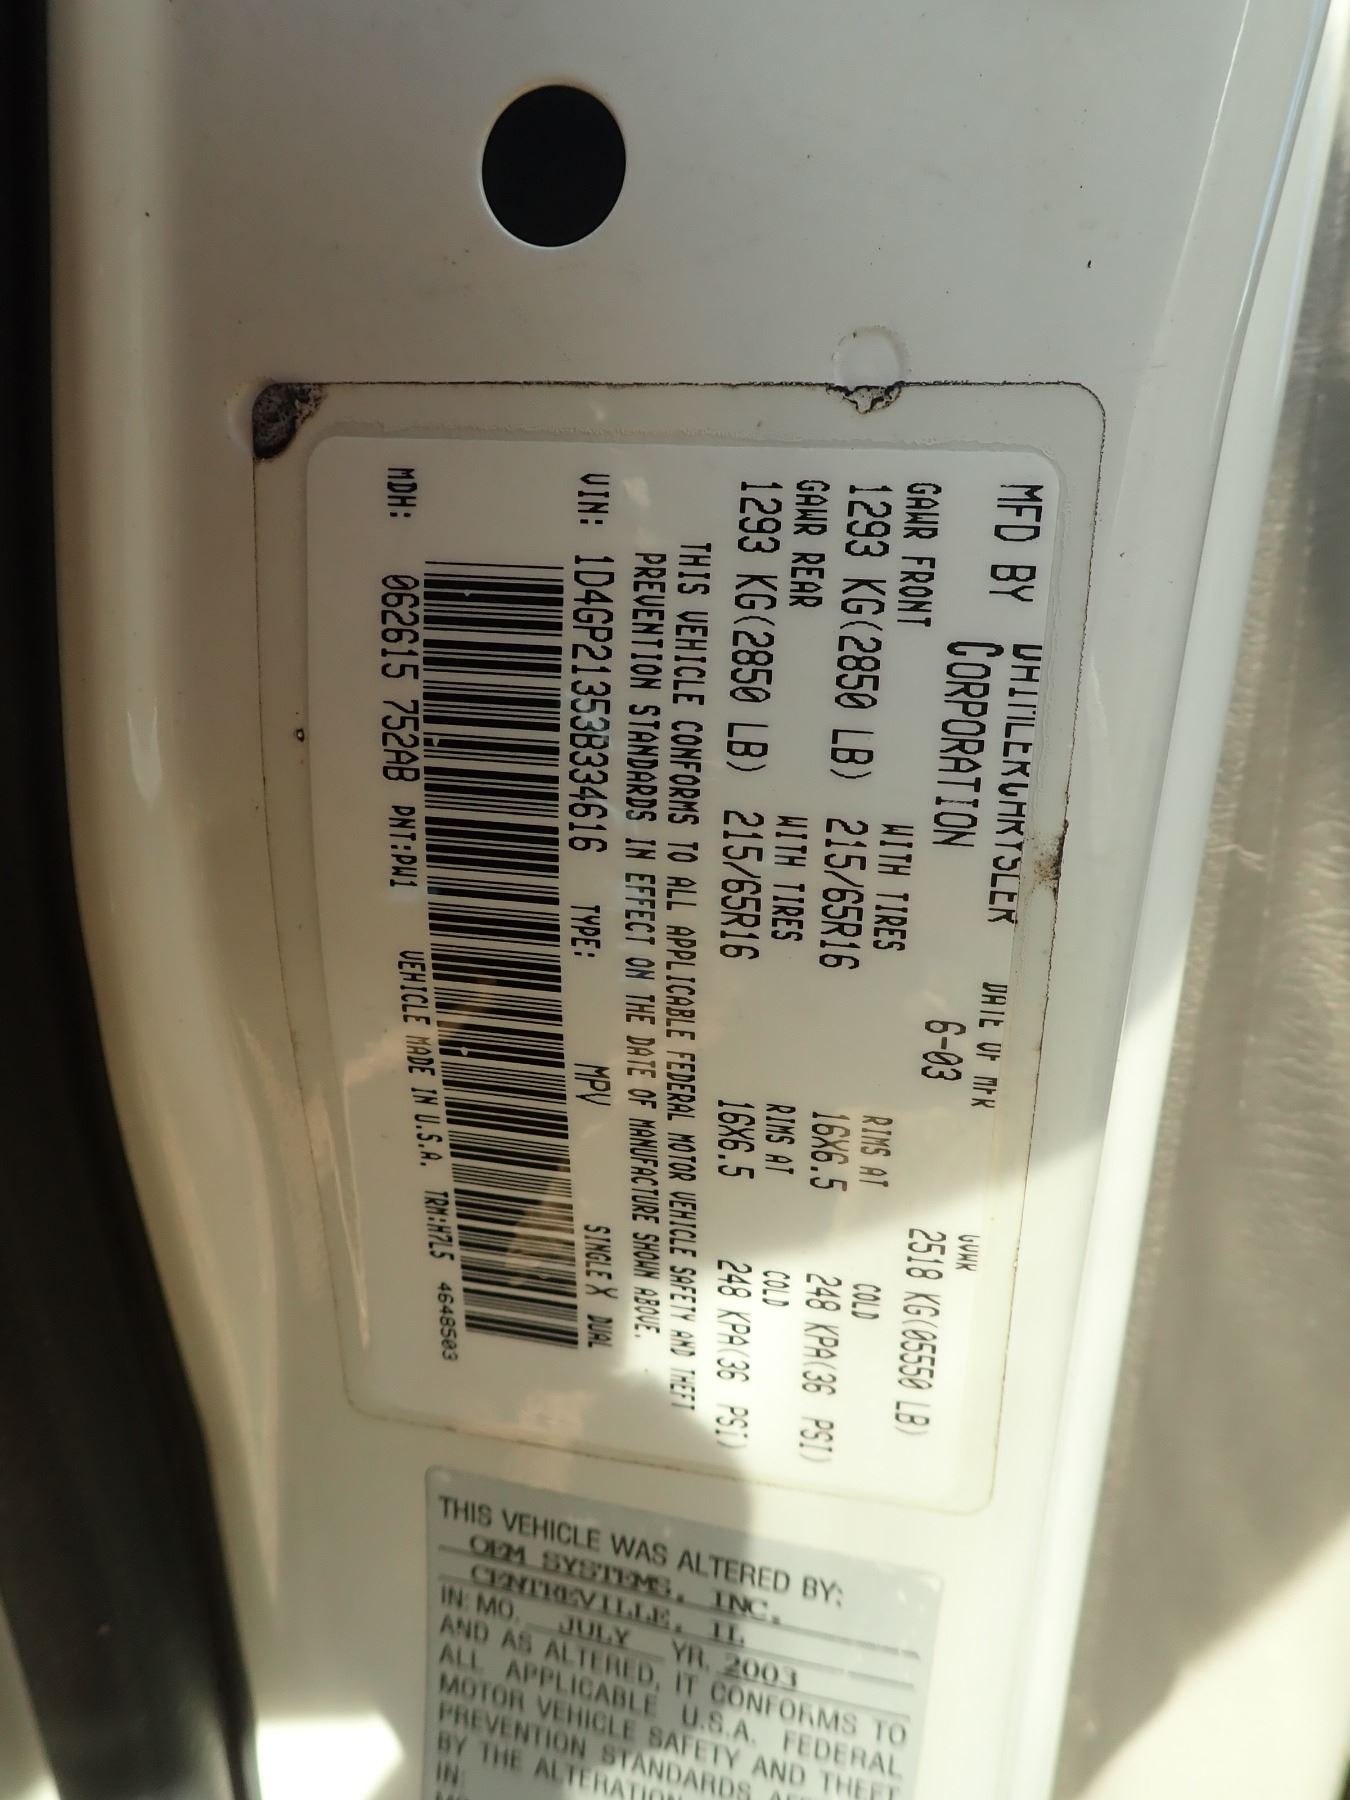 MFD BY DAIMLERCHRYSLER CORPORATION
DATE OF MFR 6-03
GVWR 2518 KG(05550 LB)
GAWR FRONT WITH TIRES RIMS AT COLD
1293 KG(2850 LB) 215/65R16 16X6.5 248 KPA(36 PSI)
GAWR REAR WITH TIRES RIMS AT COLD
1293 KG(2850 LB) 215/65R16 16X6.5 248 KPA(36 PSI)
THIS VEHICLE CONFORMS TO ALL APPLICABLE FEDERAL MOTOR VEHICLE SAFETY AND THEFT
PREVENTION STANDARDS IN EFFECT ON THE DATE OF MANUFACTURE SHOWN ABOVE.
VIN: 1D4GP21353B334616 TYPE: MPV SINGLE X DUAL
MDH: 062615 752AB PNT:PW1 VEHICLE MADE IN U.S.A. TRM:H7L5 4648503
THIS VEHICLE WAS ALTERED BY:
OEM SYSTEMS, INC.
CENTREVILLE, IL
IN: MO. JULY YR. 2003
AND AS ALTERED, IT CONFORMS TO
ALL APPLICABLE U.S.A. FEDERAL
MOTOR VEHICLE SAFETY AND THEFT
PREVENTION STANDARDS
BY THE ALTERATION
IN: